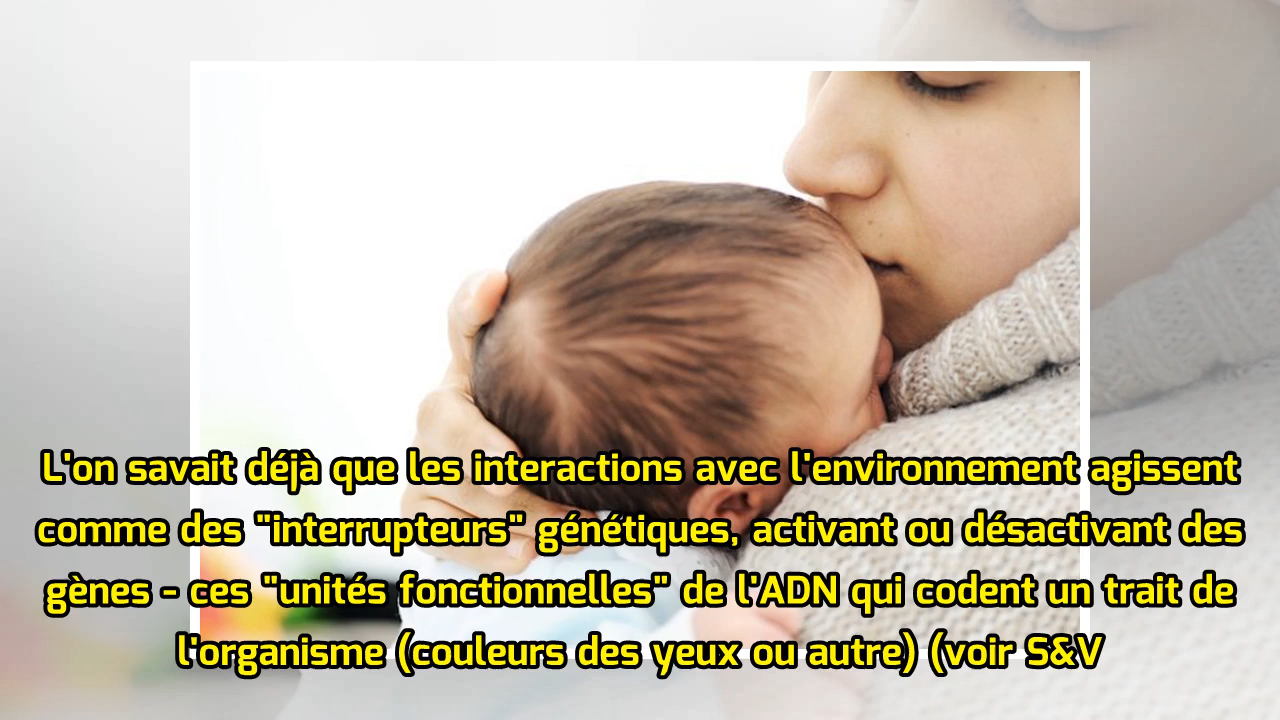 L'on savait déjà que les interactions avec l'environnement agissent
comme des "interrupteurs" génétiques, activant ou désactivant des
gènes - ces "unités fonctionnelles" de l'ADN qui codent un trait de
l'organisme (couleurs des yeux ou autre) (voir S&V